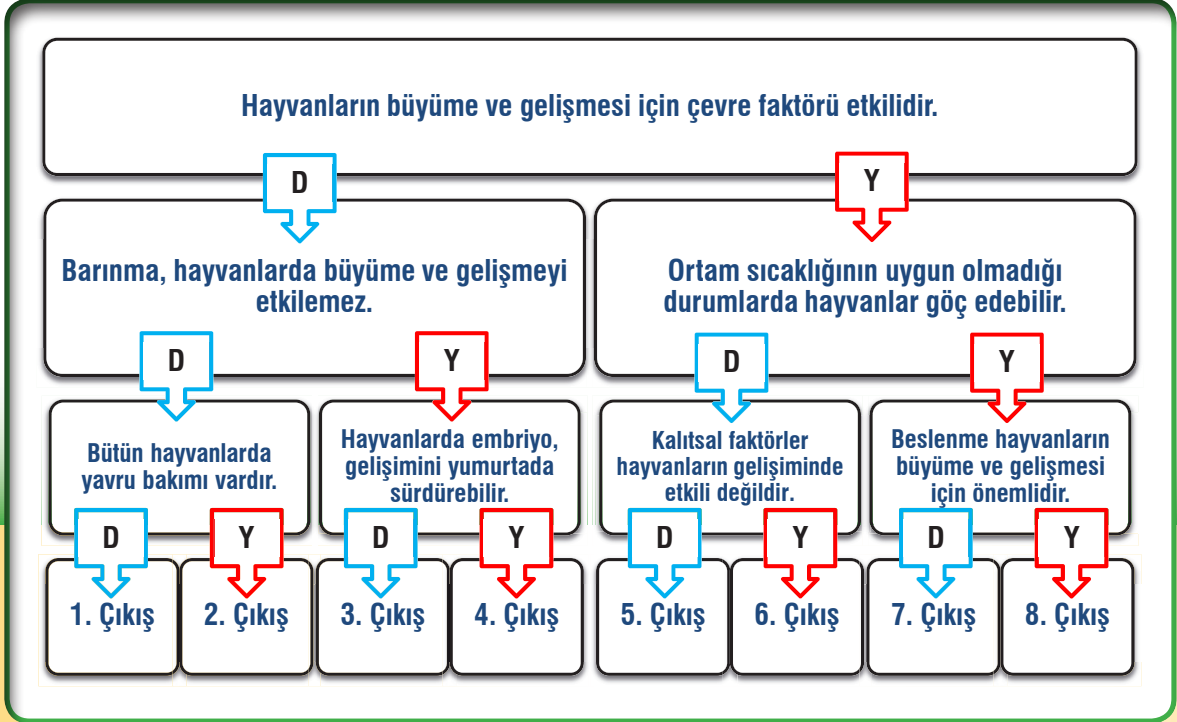 Hayvanların büyüme ve gelişmesi için çevre faktörü etkilidir.
D
Y
Barınma, hayvanlarda büyüme ve gelişmeyi
etkilemez.
Ortam sıcaklığının uygun olmadığı
durumlarda hayvanlar göç edebilir.
D
Y
D
Y
Bütün hayvanlarda
yavru bakımı vardır.
Hayvanlarda embriyo,
gelişimini yumurtada
sürdürebilir.
Kalıtsal faktörler
hayvanların gelişiminde
etkili değildir.
Beslenme hayvanların
büyüme ve gelişmesi
için önemlidir.
D
Y
D
Y
D
Y
D
Y
1. Çıkış
2. Çıkış
3. Çıkış
4. Çıkış
5. Çıkış
6. Çıkış
7. Çıkış
8. Çıkış